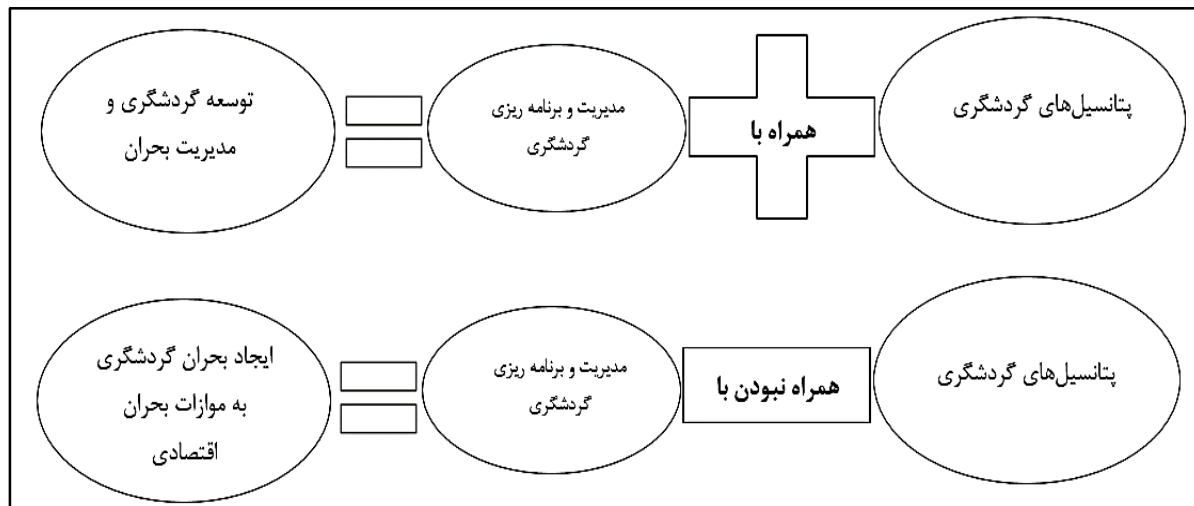 پتانسیل‌های گردشگری
همراه با
مدیریت و برنامه ریزی
گردشگری
توسعه گردشگری و
مدیریت بحران
پتانسیل‌های گردشگری
همراه نبودن با
مدیریت و برنامه ریزی
گردشگری
ایجاد بحران گردشگری
به موازات بحران
اقتصادی